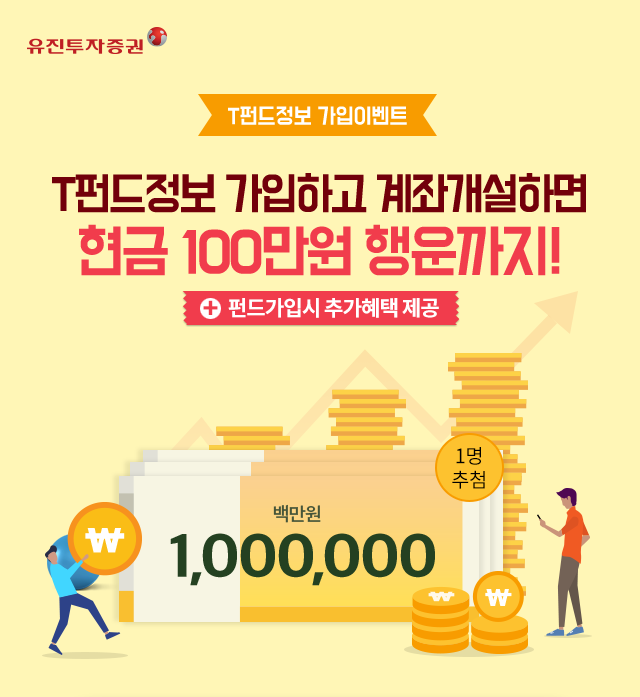 유진투자증권
T펀드정보 가입이벤트
T펀드정보 가입하고 계좌개설하면
현금 100만원 행운까지!
+ 펀드가입시 추가혜택 제공
1명
추첨
백만원
1,000,000
₩
₩
₩